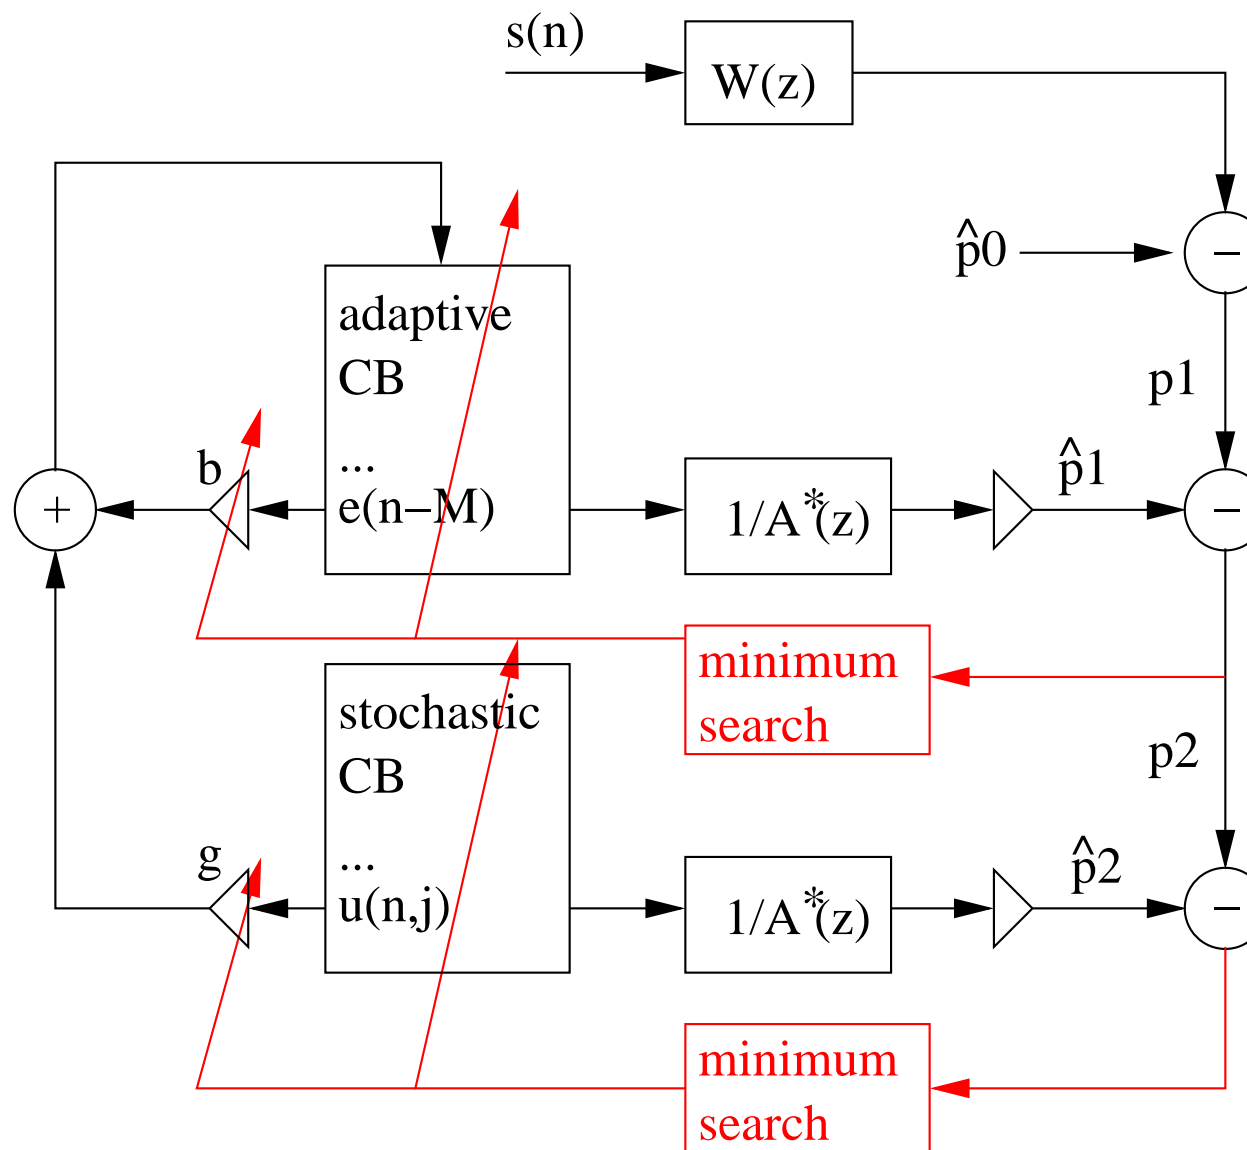 s(n)
W(z)
p̂0
−
adaptive
CB
...
e(n−M)
p1
b
+
1/A*(z)
p̂1
−
minimum
search
stochastic
CB
...
u(n,j)
p2
g
1/A*(z)
p̂2
−
minimum
search